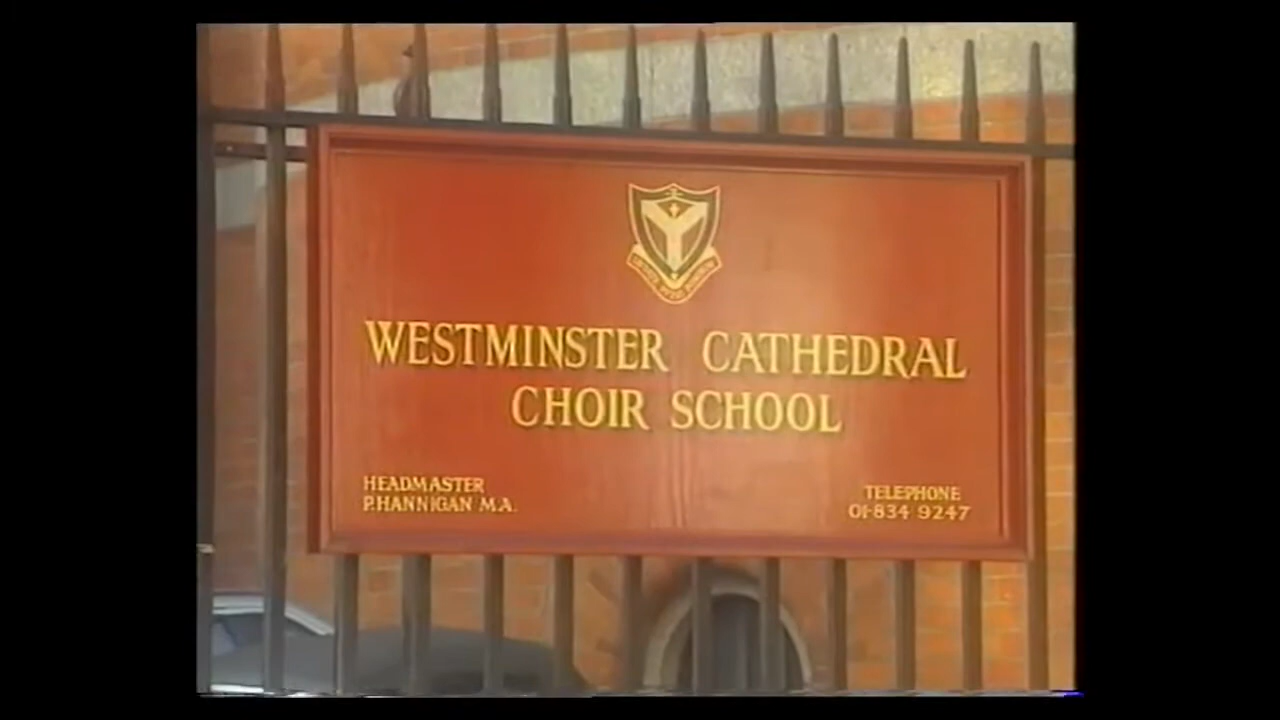 WESTMINSTER CATHEDRAL
CHOIR SCHOOL
HEADMASTER
P. HANNIGAN M.A.
TELEPHONE
01-834 9247